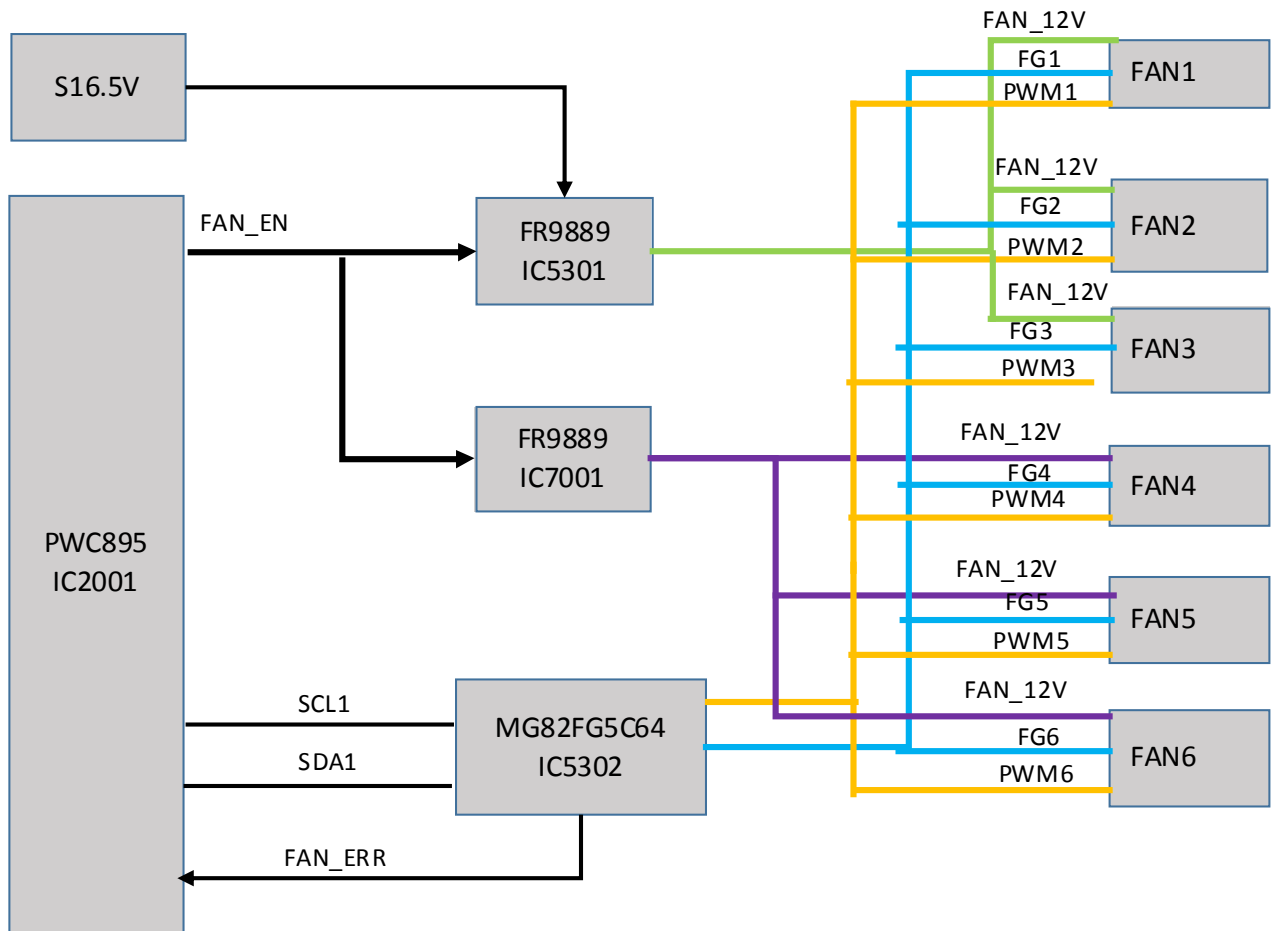 S16.5V
PWC895
IC2001
FAN_EN
FR9889
IC5301
FR9889
IC7001
SCL1
SDA1
MG82FG5C64
IC5302
FAN_ERR
FAN_12V
FG1
PWM1
FAN1
FAN_12V
FG2
PWM2
FAN2
FAN_12V
FG3
PWM3
FAN3
FAN_12V
FG4
PWM4
FAN4
FAN_12V
FG5
PWM5
FAN5
FAN_12V
FG6
PWM6
FAN6